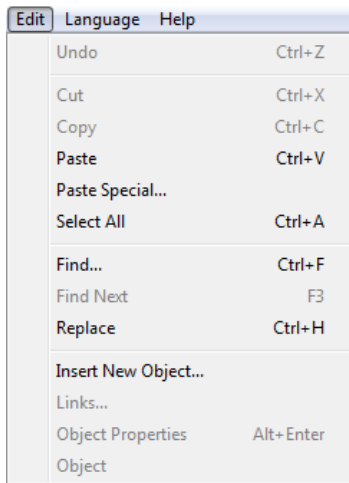 Edit Language Help
Undo Ctrl+Z
Cut Ctrl+X
Copy Ctrl+C
Paste Ctrl+V
Paste Special...
Select All Ctrl+A
Find... Ctrl+F
Find Next F3
Replace Ctrl+H
Insert New Object...
Links...
Object Properties Alt+Enter
Object